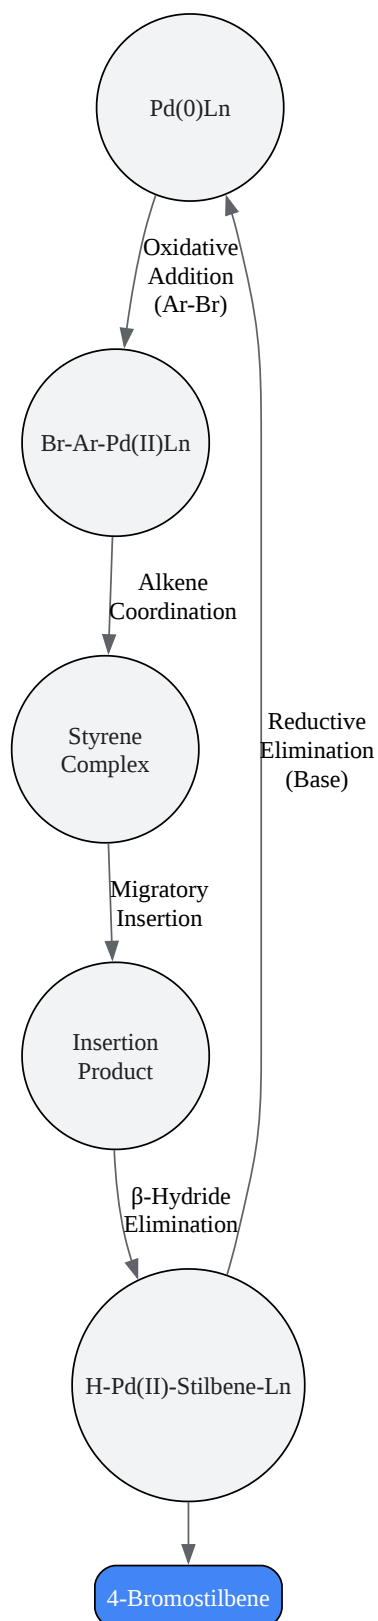 Pd(0)Ln
Oxidative
Addition
(Ar-Br)
Br-Ar-Pd(II)Ln
Alkene
Coordination
Styrene
Complex
Reductive
Elimination
(Base)
Migratory
Insertion
Insertion
Product
β-Hydride
Elimination
H-Pd(II)-Stilbene-Ln
4-Bromostilbene